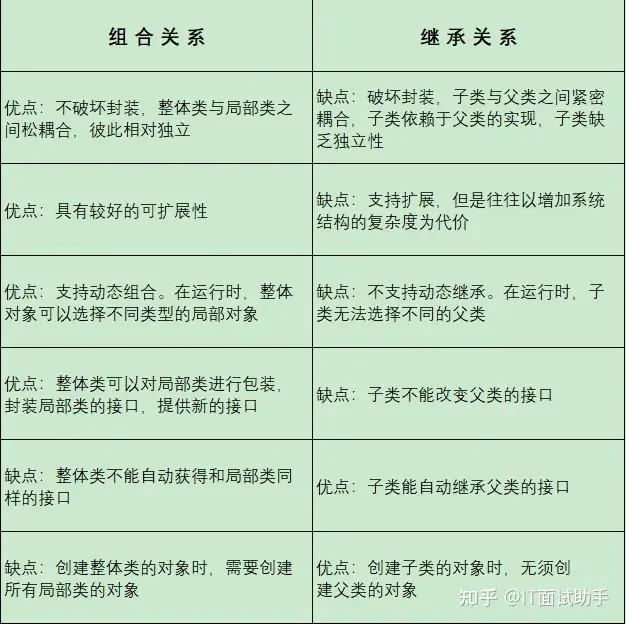 组合关系
继承关系
优点：不破坏封装，整体类与局部类之
间松耦合，彼此相对独立
缺点：破坏封装，子类与父类之间紧密
耦合，子类依赖于父类的实现，子类缺
乏独立性
优点：具有较好的可扩展性
缺点：支持扩展，但是往往以增加系统
结构的复杂度为代价
优点：支持动态组合。在运行时，整体
对象可以选择不同类型的局部对象
缺点：不支持动态继承。在运行时，子
类无法选择不同的父类
优点：整体类可以对局部类进行包装，
封装局部类的接口，提供新的接口
缺点：子类不能改变父类的接口
缺点：整体类不能自动获得和局部类同
样的接口
优点：子类能自动继承父类的接口
缺点：创建整体类的对象时，需要创建
所有局部类的对象
优点：创建子类的对象时，无须创
建父类的对象
知乎 @IT面试助手